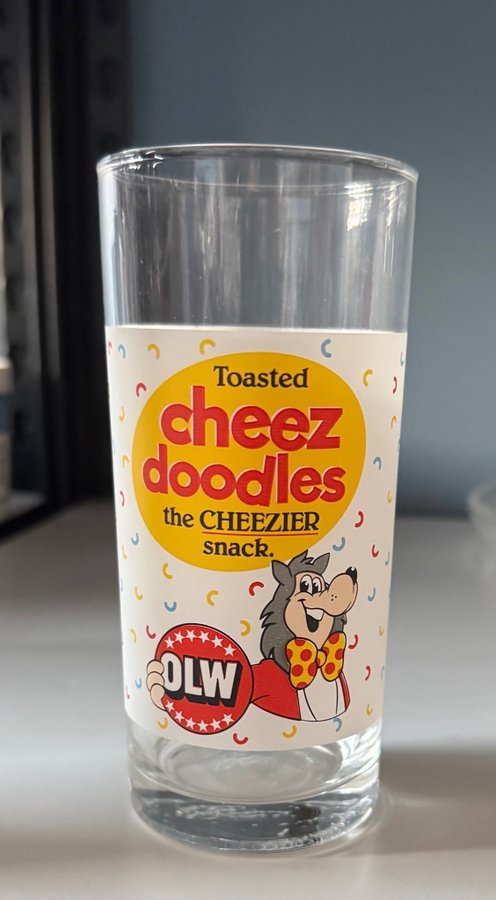 Toasted
cheez
doodles
the CHEEZIER
snack.
OLW